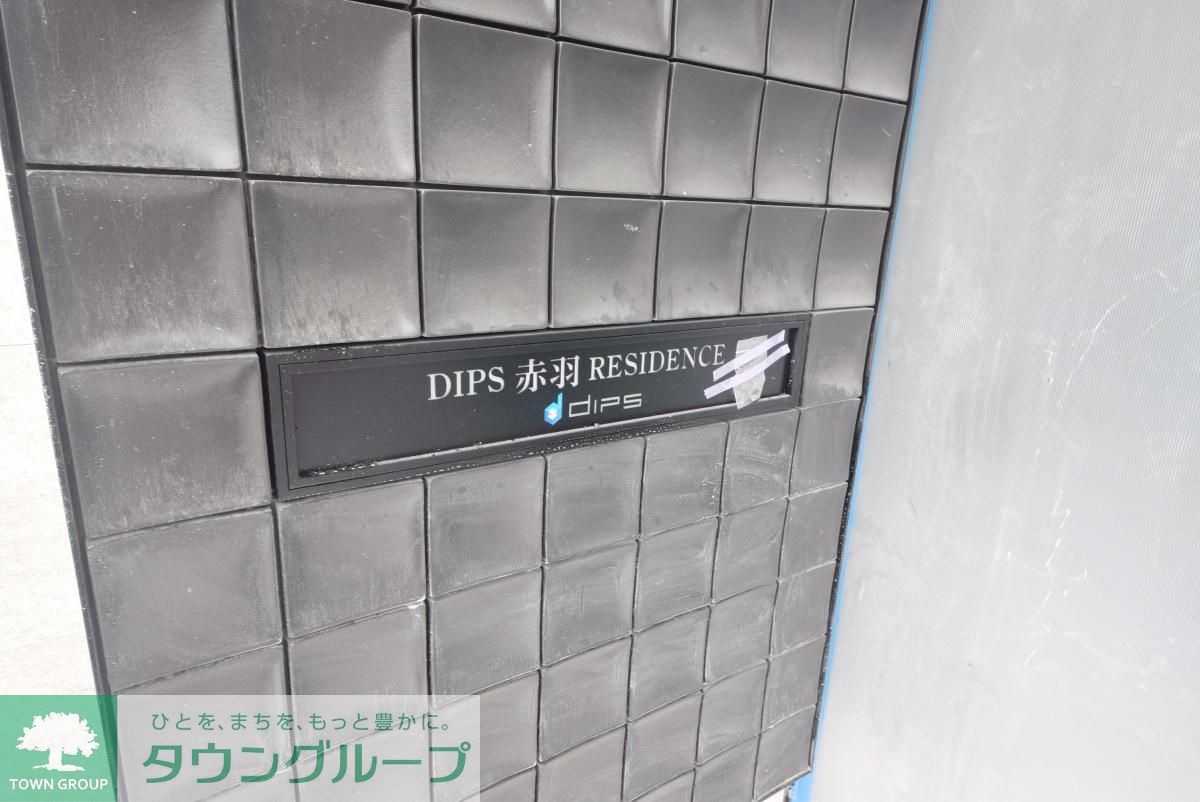 DIPS 赤羽 RESIDENCE
dips
ひとを、まちを、もっと豊かに。
タウングループ
TOWN GROUP